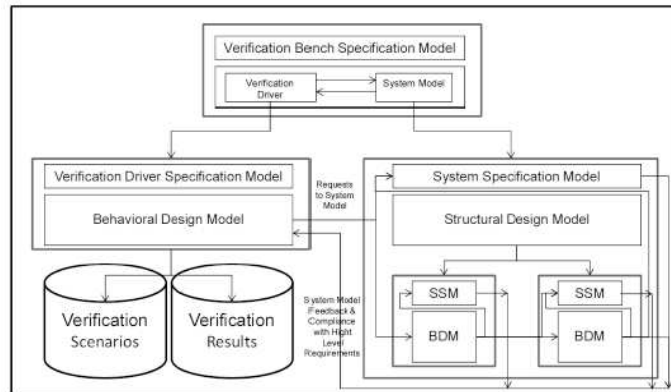 Verification Bench Specification Model
Verification
Driver
System Model
Verification Driver Specification Model
Behavioral Design Model
Requests
to System
Model
System Specification Model
Structural Design Model
Verification
Scenarios
Verification
Results
System Model
Feedback &
Compliance
with Hight
Level
Requirements
SSM
BDM
SSM
BDM